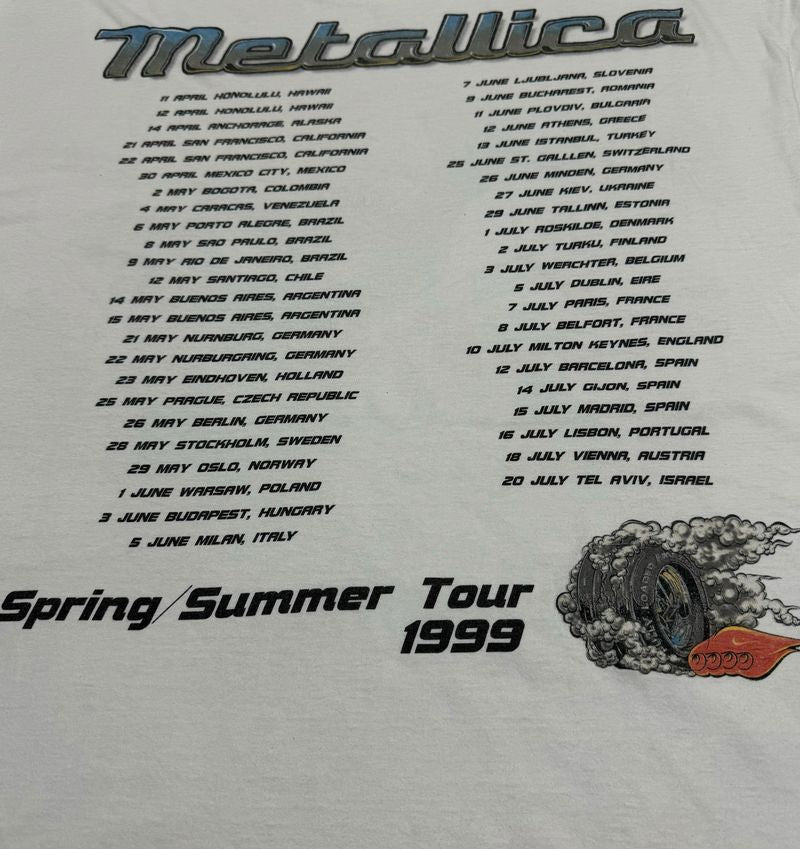 Metallica
11 APRIL HONOLULU, HAWAII
12 APRIL HONOLULU, HAWAII
14 APRIL ANCHORAGE, ALASKA
21 APRIL SAN FRANCISCO, CALIFORNIA
22 APRIL SAN FRANCISCO, CALIFORNIA
30 APRIL MEXICO CITY, MEXICO
2 MAY BOGOTA, COLOMBIA
4 MAY CARACAS, VENEZUELA
6 MAY PORTO ALEGRE, BRAZIL
8 MAY SAO PAULO, BRAZIL
9 MAY RIO DE JANEIRO, BRAZIL
12 MAY SANTIAGO, CHILE
14 MAY BUENOS AIRES, ARGENTINA
15 MAY BUENOS AIRES, ARGENTINA
21 MAY NURNBURG, GERMANY
22 MAY NURBURGRING, GERMANY
23 MAY EINDHOVEN, HOLLAND
25 MAY PRAGUE, CZECH REPUBLIC
26 MAY BERLIN, GERMANY
28 MAY STOCKHOLM, SWEDEN
29 MAY OSLO, NORWAY
1 JUNE WARSAW, POLAND
3 JUNE BUDAPEST, HUNGARY
5 JUNE MILAN, ITALY
7 JUNE LJUBLJANA, SLOVENIA
9 JUNE BUCHAREST, ROMANIA
11 JUNE PLOVDIV, BULGARIA
12 JUNE ATHENS, GREECE
13 JUNE ISTANBUL, TURKEY
25 JUNE ST. GALLLEN, SWITZERLAND
26 JUNE MINDEN, GERMANY
27 JUNE KIEV, UKRAINE
29 JUNE TALLINN, ESTONIA
1 JULY ROSKILDE, DENMARK
2 JULY TURKU, FINLAND
3 JULY WERCHTER, BELGIUM
5 JULY DUBLIN, EIRE
7 JULY PARIS, FRANCE
8 JULY BELFORT, FRANCE
10 JULY MILTON KEYNES, ENGLAND
12 JULY BARCELONA, SPAIN
14 JULY GIJON, SPAIN
15 JULY MADRID, SPAIN
16 JULY LISBON, PORTUGAL
18 JULY VIENNA, AUSTRIA
20 JULY TEL AVIV, ISRAEL
Spring/Summer Tour
1999
LOADED